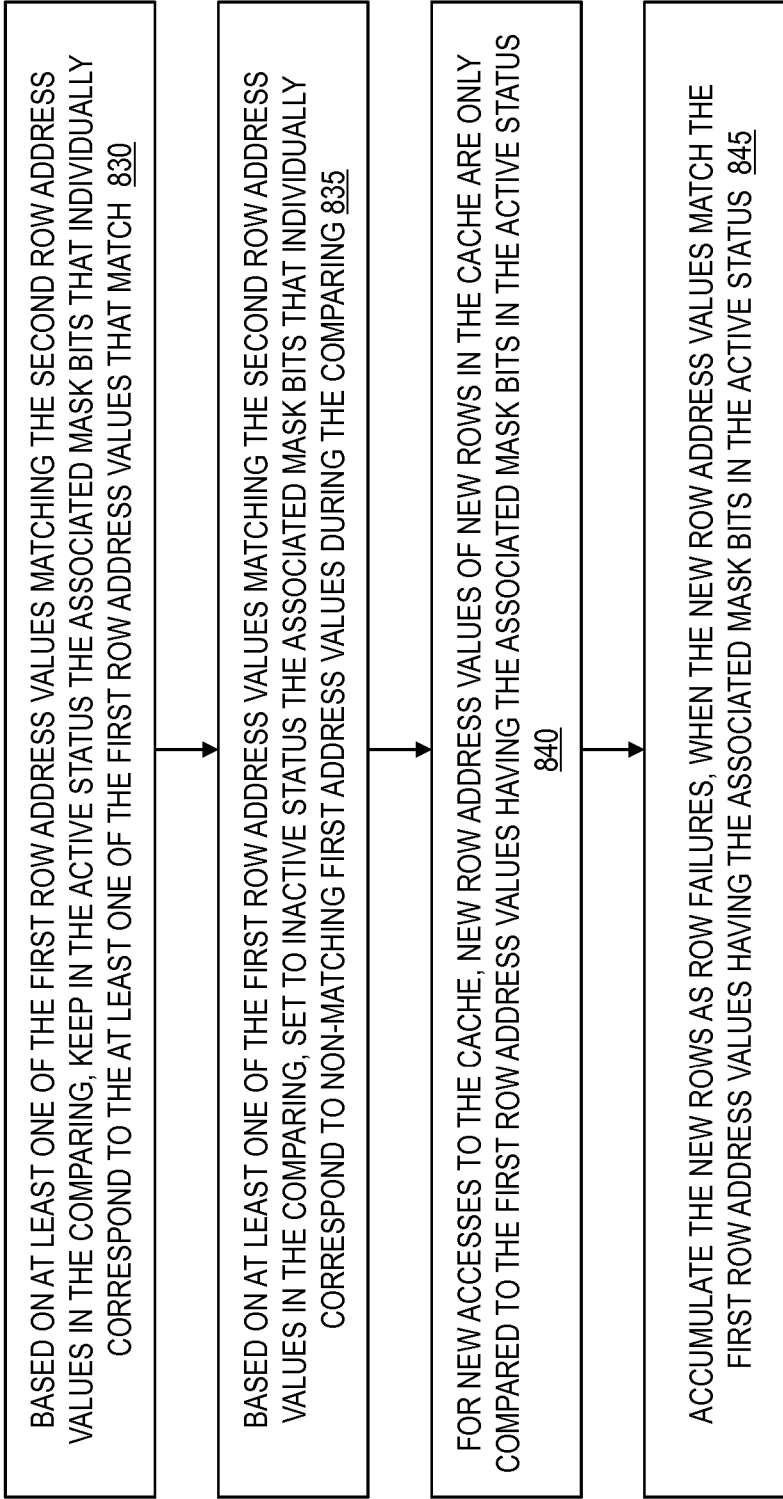 BASED ON AT LEAST ONE OF THE FIRST ROW ADDRESS VALUES MATCHING THE SECOND ROW ADDRESS
VALUES IN THE COMPARING, KEEP IN THE ACTIVE STATUS THE ASSOCIATED MASK BITS THAT INDIVIDUALLY
CORRESPOND TO THE AT LEAST ONE OF THE FIRST ROW ADDRESS VALUES THAT MATCH 830
BASED ON AT LEAST ONE OF THE FIRST ROW ADDRESS VALUES MATCHING THE SECOND ROW ADDRESS
VALUES IN THE COMPARING, SET TO INACTIVE STATUS THE ASSOCIATED MASK BITS THAT INDIVIDUALLY
CORRESPOND TO NON-MATCHING FIRST ADDRESS VALUES DURING THE COMPARING 835
FOR NEW ACCESSES TO THE CACHE, NEW ROW ADDRESS VALUES OF NEW ROWS IN THE CACHE ARE ONLY
COMPARED TO THE FIRST ROW ADDRESS VALUES HAVING THE ASSOCIATED MASK BITS IN THE ACTIVE STATUS
840
ACCUMULATE THE NEW ROWS AS ROW FAILURES, WHEN THE NEW ROW ADDRESS VALUES MATCH THE
FIRST ROW ADDRESS VALUES HAVING THE ASSOCIATED MASK BITS IN THE ACTIVE STATUS 845